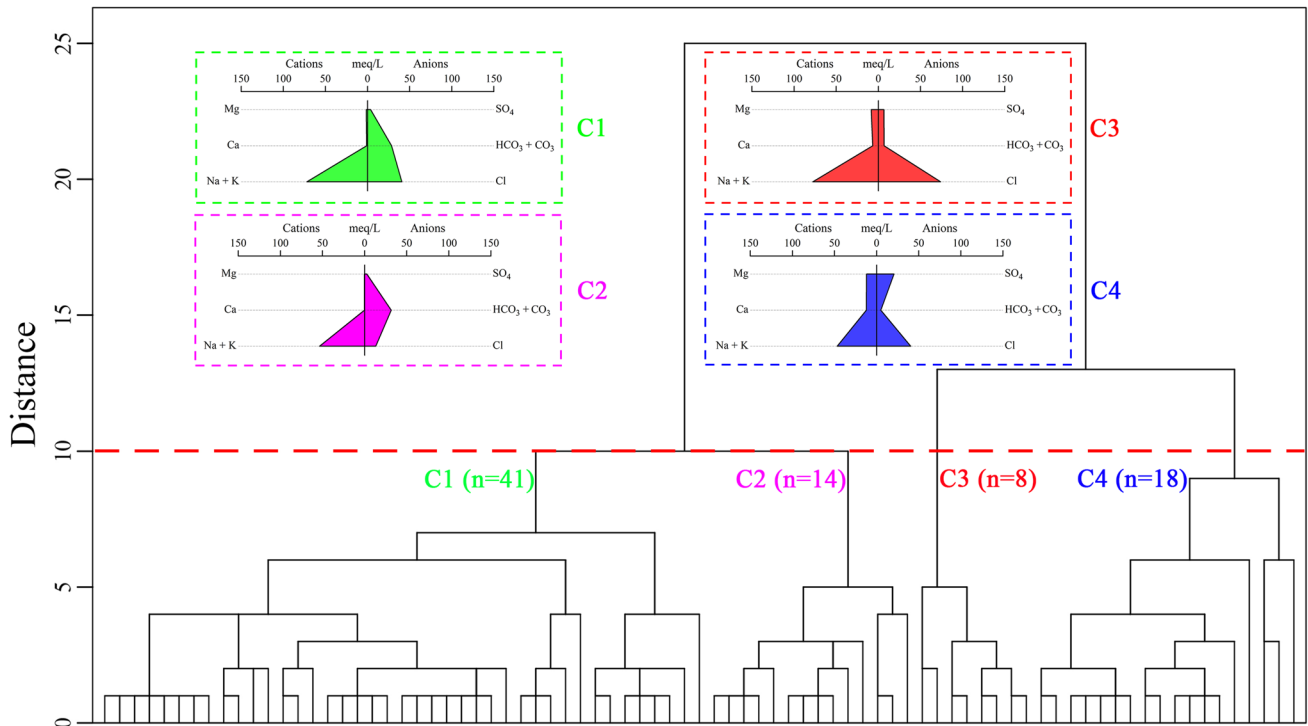 25
20
15
10
5
0
Distance
Cations meq/L Anions
150 100 50 0 50 100 150
Mg SO4
Ca HCO3 + CO3
Na + K Cl
C1
Cations meq/L Anions
150 100 50 0 50 100 150
Mg SO4
Ca HCO3 + CO3
Na + K Cl
C2
Cations meq/L Anions
150 100 50 0 50 100 150
Mg SO4
Ca HCO3 + CO3
Na + K Cl
C3
Cations meq/L Anions
150 100 50 0 50 100 150
Mg SO4
Ca HCO3 + CO3
Na + K Cl
C4
C1 (n=41) C2 (n=14) C3 (n=8) C4 (n=18)